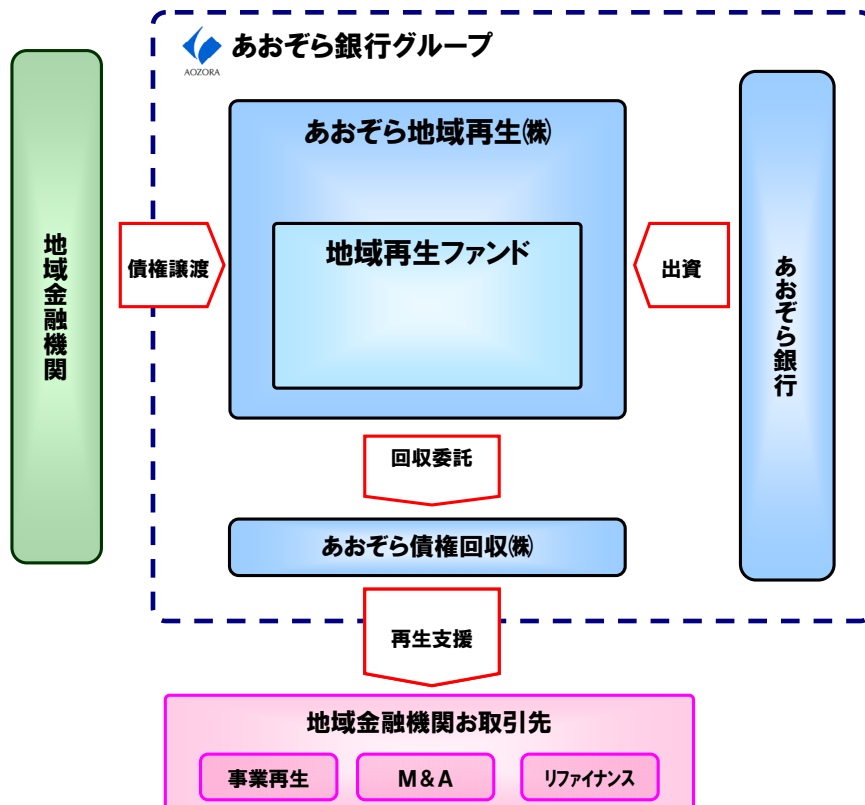 あおぞら銀行グループ
AOZORA
あおぞら地域再生㈱
地域再生ファンド
地域金融機関
債権譲渡
出資
あおぞら銀行
回収委託
あおぞら債権回収㈱
再生支援
地域金融機関お取引先
事業再生
M&A
リファイナンス